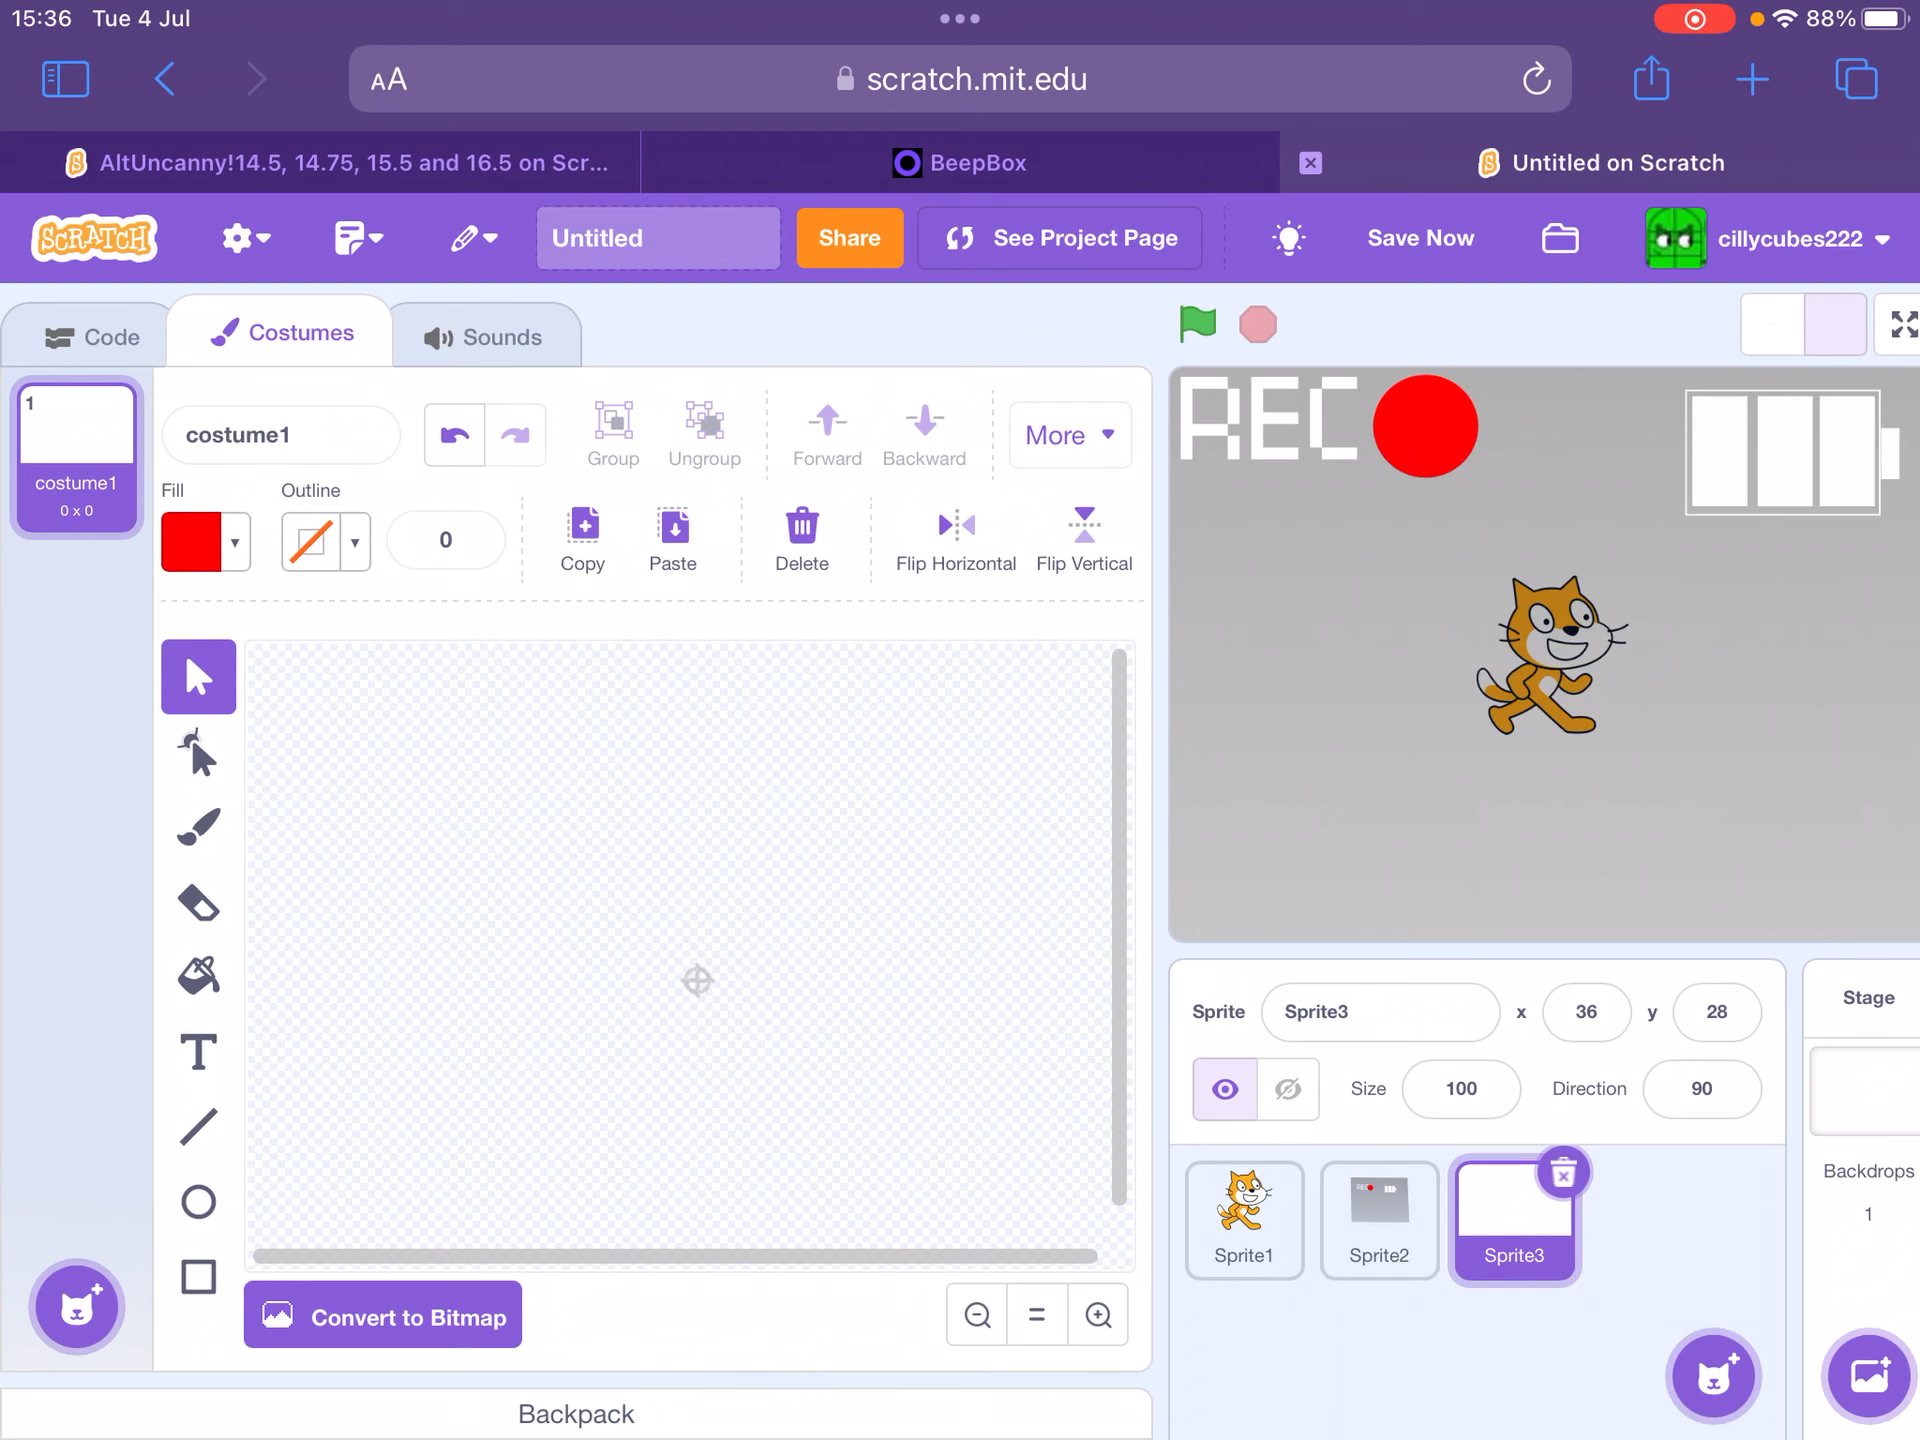 15:36 Tue 4 Jul
88%
AA scratch.mit.edu
AltUncanny!14.5, 14.75, 15.5 and 16.5 on Scr...
BeepBox
Untitled on Scratch
SCRATCH
Untitled
Share
See Project Page
Save Now
cillycubes222
Code
Costumes
Sounds
1
costume1
0 x 0
costume1
Group
Ungroup
Forward
Backward
More
Fill
Outline
0
Copy
Paste
Delete
Flip Horizontal
Flip Vertical
T
Convert to Bitmap
=
Backpack
REC
Sprite Sprite3 x 36 y 28
Size 100 Direction 90
Sprite1
REC
Sprite2
Sprite3
Stage
Backdrops
1